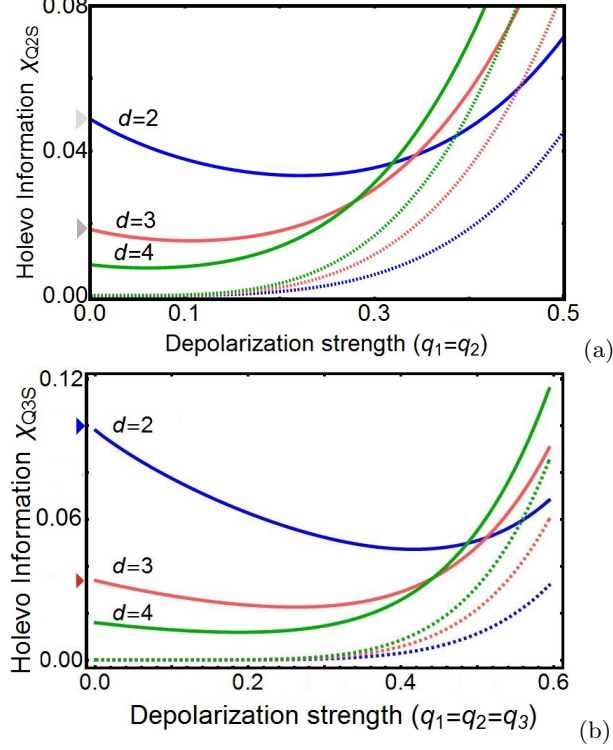 0.08
Holevo Information χQ2S
d=2
0.04
d=3
d=4
0.00
0.0 0.1 0.3 0.5
Depolarization strength (q1=q2)
(a)
0.12
Holevo Information χQ3S
d=2
0.06
d=3
d=4
0.00
0.0 0.2 0.4 0.6
Depolarization strength (q1=q2=q3)
(b)